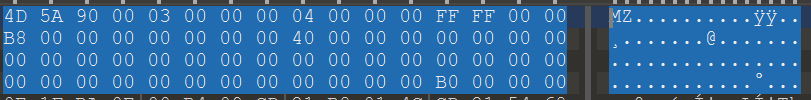 4D 5A 90 00 03 00 00 00 04 00 00 00 FF FF 00 00 MZ..........ÿÿ..
B8 00 00 00 00 00 00 00 40 00 00 00 00 00 00 00 ¸.......@.......
00 00 00 00 00 00 00 00 00 00 00 00 00 00 00 00 ................
00 00 00 00 00 00 00 00 00 00 00 00 B0 00 00 00 ............°...